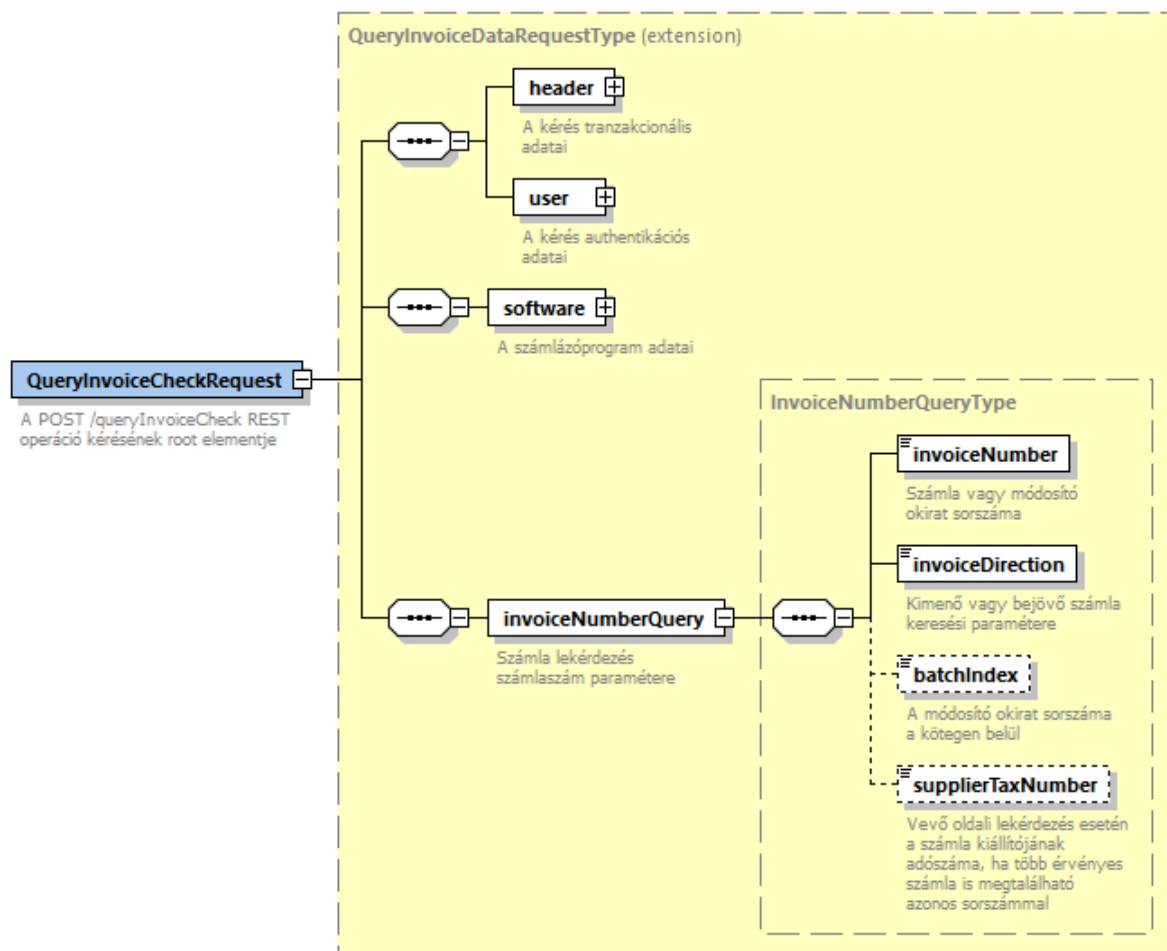 QueryInvoiceDataRequestType (extension)
header
A kérés tranzakcionális
adatai
user
A kérés authentikációs
adatai
software
A számlázóprogram adatai
QueryInvoiceCheckRequest
A POST /queryInvoiceCheck REST
operáció kérésének root elementje
InvoiceNumberQueryType
invoiceNumber
Számla vagy módosító
okirat sorszáma
invoiceDirection
Kimenő vagy bejövő számla
keresési paramétere
invoiceNumberQuery
Számla lekérdezés
számlaszám paramétere
batchIndex
A módosító okirat sorszáma
a kötegen belül
supplierTaxNumber
Vevő oldali lekérdezés esetén
a számla kiállítójának
adószáma, ha több érvényes
számla is megtalálható
azonos sorszámmal